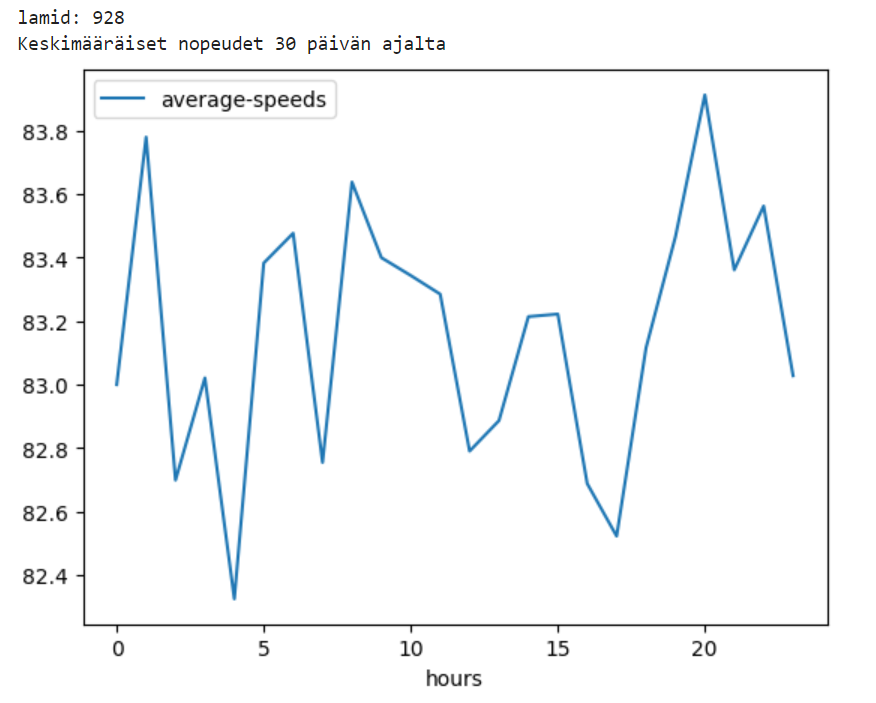 lamid: 928
Keskimääräiset nopeudet 30 päivän ajalta
average-speeds
83.8
83.6
83.4
83.2
83.0
82.8
82.6
82.4
0 5 10 15 20
hours